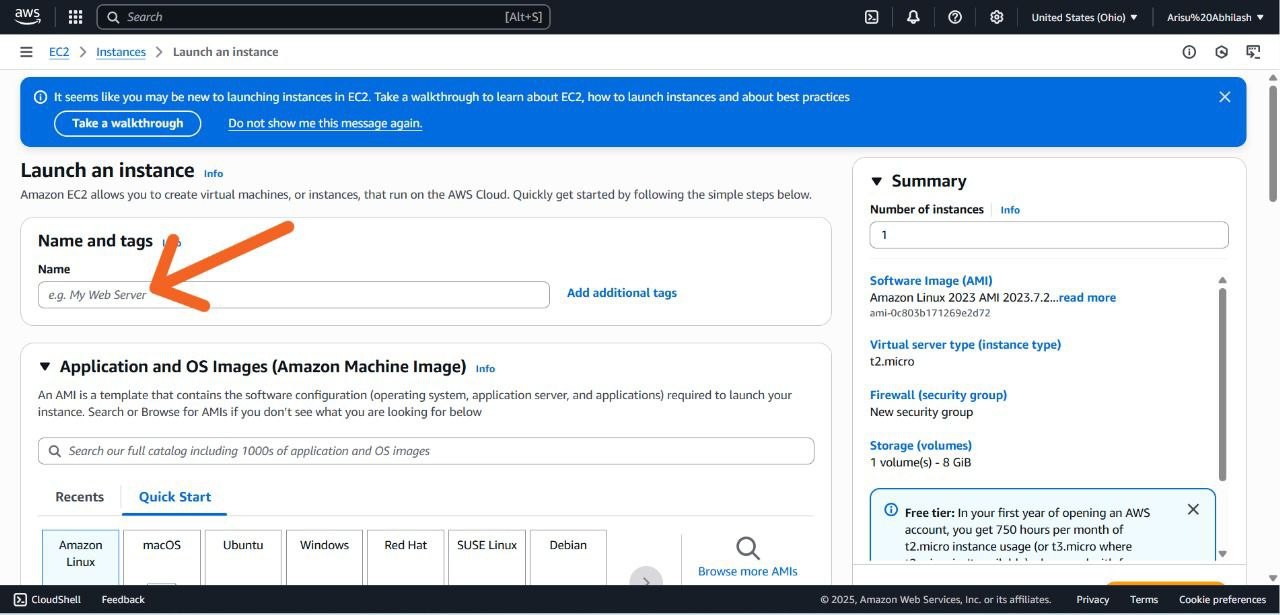 aws
Search [Alt+S]
United States (Ohio)
Arisu%20Abhilash
EC2 > Instances > Launch an instance
It seems like you may be new to launching instances in EC2. Take a walkthrough to learn about EC2, how to launch instances and about best practices
Take a walkthrough
Do not show me this message again.
Launch an instance Info
Amazon EC2 allows you to create virtual machines, or instances, that run on the AWS Cloud. Quickly get started by following the simple steps below.
Name and tags
Name
e.g. My Web Server
Add additional tags
Application and OS Images (Amazon Machine Image) Info
An AMI is a template that contains the software configuration (operating system, application server, and applications) required to launch your
instance. Search or Browse for AMIs if you don't see what you are looking for below
Search our full catalog including 1000s of application and OS images
Recents
Quick Start
Amazon
Linux
macOS
Ubuntu
Windows
Red Hat
SUSE Linux
Debian
Browse more AMIs
Summary
Number of instances Info
1
Software Image (AMI)
Amazon Linux 2023 AMI 2023.7.2...read more
ami-0c803b171269e2d72
Virtual server type (instance type)
t2.micro
Firewall (security group)
New security group
Storage (volumes)
1 volume(s) - 8 GiB
Free tier: In your first year of opening an AWS
account, you get 750 hours per month of
t2.micro instance usage (or t3.micro where
CloudShell
Feedback
© 2025, Amazon Web Services, Inc. or its affiliates.
Privacy
Terms
Cookie preferences